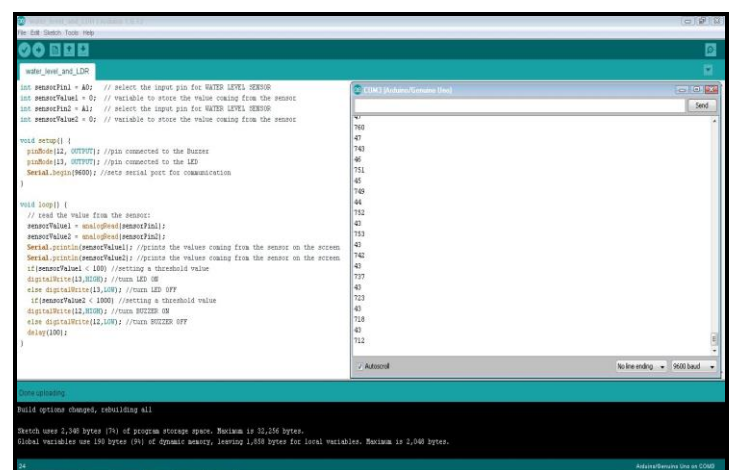 water_level_and_LDR
File Edit Sketch Tools Help
water_level_and_LDR
int sensorPin1 = A0; // select the input pin for WATER LEVEL SENSOR
int sensorValue1 = 0; // variable to store the value coming from the sensor
int sensorPin2 = A1; // select the input pin for WATER LEVEL SENSOR
int sensorValue2 = 0; // variable to store the value coming from the sensor
void setup() {
pinMode(12, OUTPUT); //pin connected to the Buzzer
pinMode(13, OUTPUT); //pin connected to the LED
Serial.begin(9600); //sets serial port for communication
}
void loop() {
// read the value from the sensor:
sensorValue1 = analogRead(sensorPin1);
sensorValue2 = analogRead(sensorPin2);
Serial.println(sensorValue1); //prints the values coming from the sensor on the screen
Serial.println(sensorValue2); //prints the values coming from the sensor on the screen
if(sensorValue1 < 100) //setting a threshold value
digitalWrite(13,HIGH); //turn LED ON
else digitalWrite(13,LOW); //turn LED OFF
if(sensorValue2 < 1000) //setting a threshold value
digitalWrite(12,HIGH); //turn BUZZER ON
else digitalWrite(12,LOW); //turn BUZZER OFF
delay(100);
}
COM3 (Arduino/Genuino Uno)
Send
47
760
47
743
46
751
45
749
44
752
43
753
43
742
43
737
43
723
43
718
43
712
Autoscroll
No line ending
9600 baud
Done uploading.
Build options changed, rebuilding all
Sketch uses 2,348 bytes (7%) of program storage space. Maximum is 32,256 bytes.
Global variables use 190 bytes (9%) of dynamic memory, leaving 1,858 bytes for local variables. Maximum is 2,048 bytes.
24
Arduino/Genuino Uno on COM3